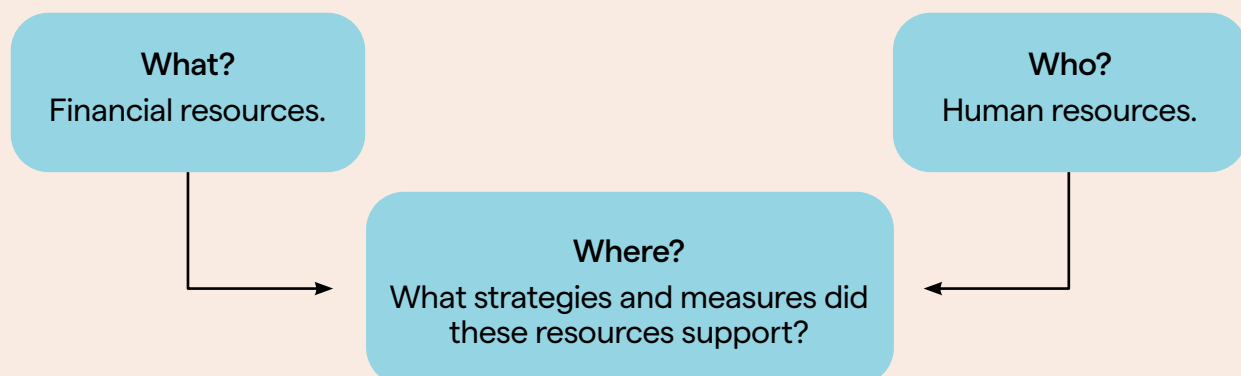 What?
Financial resources.
Who?
Human resources.
Where?
What strategies and measures did
these resources support?